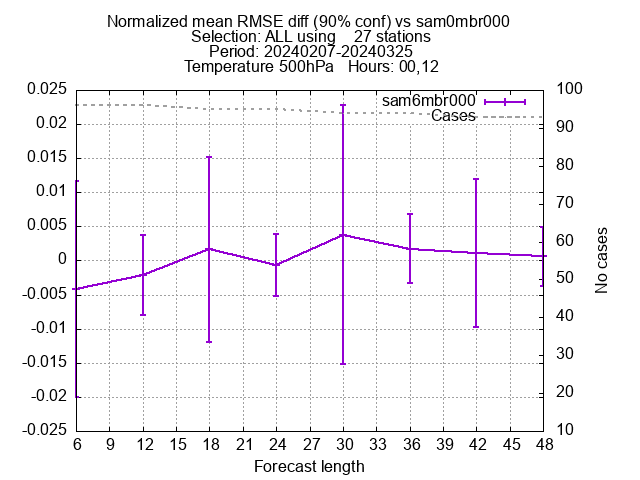 Normalized mean RMSE diff (90% conf) vs sam0mbr000
Selection: ALL using    27 stations
Period: 20240207-20240325
Temperature 500hPa   Hours: 00,12
sam6mbr000
Cases
0.025
0.02
0.015
0.01
0.005
0
-0.005
-0.01
-0.015
-0.02
-0.025
100
90
80
70
60
50
40
30
20
10
No cases
6 9 12 15 18 21 24 27 30 33 36 39 42 45 48
Forecast length